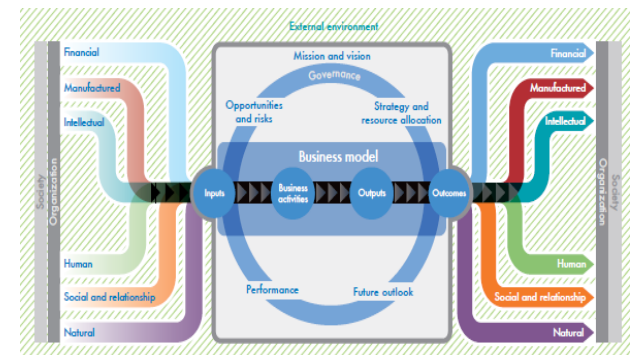 External environment
Financial
Manufactured
Intellectual
Human
Social and relationship
Natural
Society
Organization
Mission and vision
Governance
Opportunities
and risks
Strategy and
resource allocation
Business model
Inputs
Business
activities
Outputs
Outcomes
Performance
Future outlook
Financial
Manufactured
Intellectual
Human
Social and relationship
Natural
Organization
Society